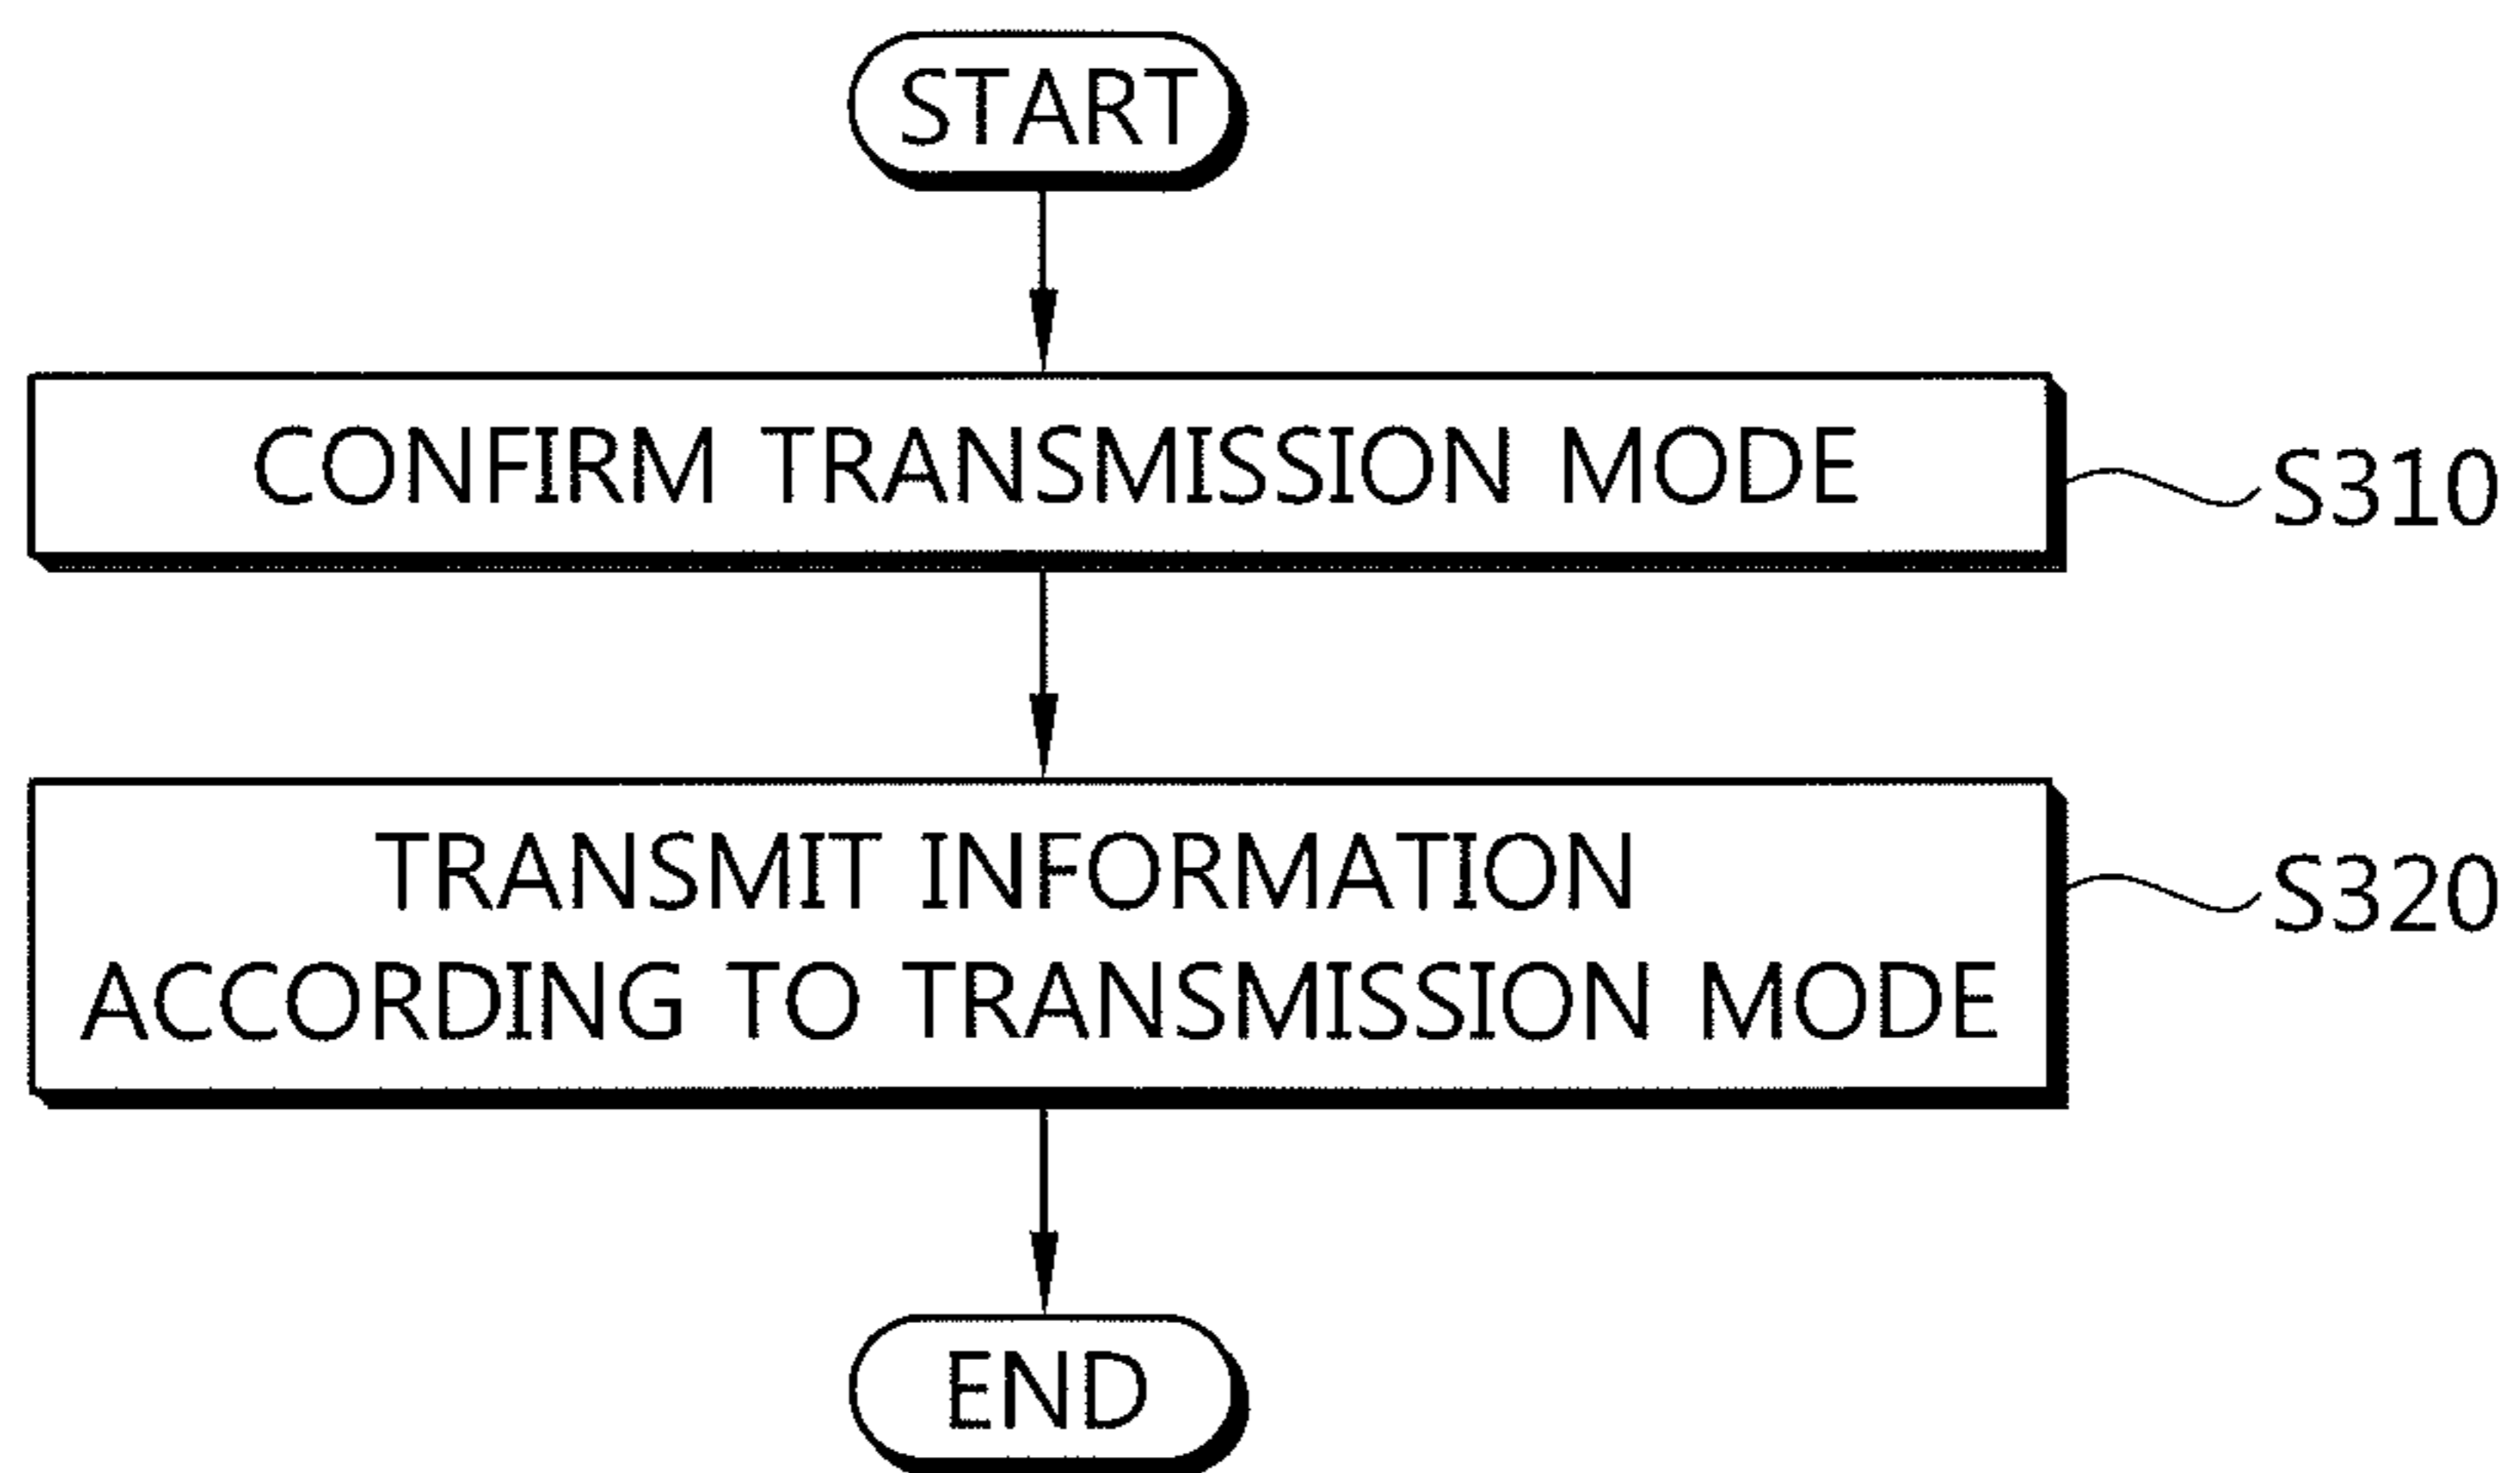 START
CONFIRM TRANSMISSION MODE
S310
TRANSMIT INFORMATION
ACCORDING TO TRANSMISSION MODE
S320
END